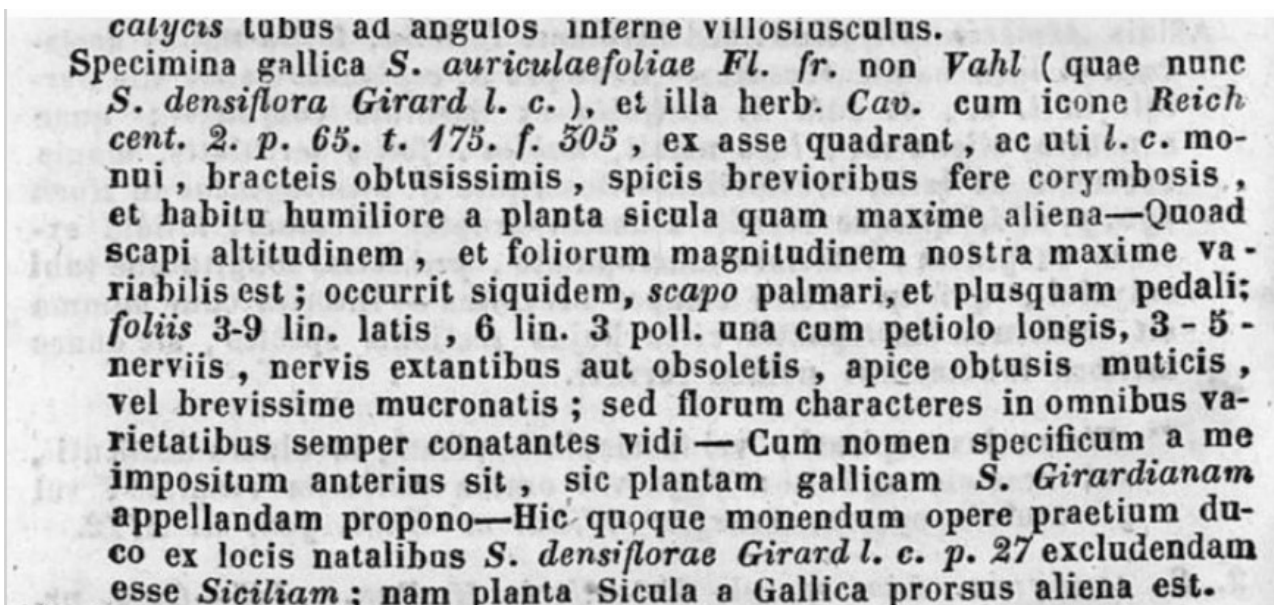 calycis tubus ad angulos interne villosiusculus.
Specimina gallica S. auriculaefoliae Fl. fr. non Vahl ( quae nunc
S. densiflora Girard l. c. ), et illa herb. Cav. cum icone Reich
cent. 2. p. 65. t. 175. f. 305, ex asse quadrant, ac uti l. c. mo-
nui, bracteis obtusissimis, spicis brevioribus fere corymbosis,
et habitu humiliore a planta sicula quam maxime aliena—Quoad
scapi altitudinem, et foliorum magnitudinem nostra maxime va-
riabilis est; occurrit siquidem, scapo palmari, et plusquam pedali;
foliis 3-9 lin. latis, 6 lin. 3 poll. una cum petiolo longis, 3-5-
nerviis, nervis extantibus aut obsoletis, apice obtusis muticis,
vel brevissime mucronatis; sed florum characteres in omnibus va-
rietatibus semper conatantes vidi—Cum nomen specificum a me
impositum anterius sit, sic plantam gallicam S. Girardianam
appellandam propono—Hic quoque monendum opere praetium du-
co ex locis natalibus S. densiflorae Girard l. c. p. 27 excludendam
esse Siciliam; nam planta Sicula a Gallica prorsus aliena est.